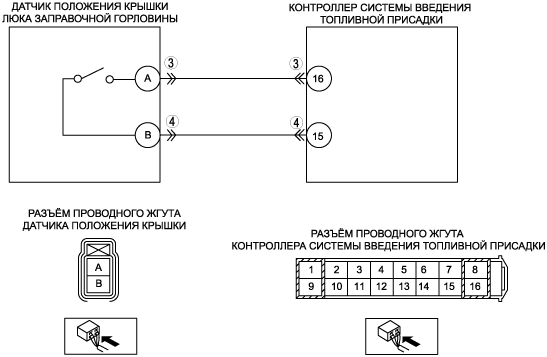 ДАТЧИК ПОЛОЖЕНИЯ КРЫШКИ
ЛЮКА ЗАПРАВОЧНОЙ ГОРЛОВИНЫ
КОНТРОЛЛЕР СИСТЕМЫ ВВЕДЕНИЯ
ТОПЛИВНОЙ ПРИСАДКИ
A 3 3 16
B 4 4 15
РАЗЪЁМ ПРОВОДНОГО ЖГУТА
ДАТЧИКА ПОЛОЖЕНИЯ КРЫШКИ
A
B
РАЗЪЁМ ПРОВОДНОГО ЖГУТА
КОНТРОЛЛЕРА СИСТЕМЫ ВВЕДЕНИЯ ТОПЛИВНОЙ ПРИСАДКИ
1 2 3 4 5 6 7 8
9 10 11 12 13 14 15 16